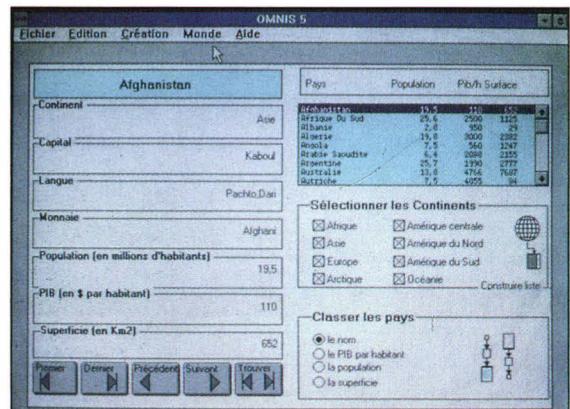 OMNIS 5
Fichier Edition Création Monde Aide
Afghanistan
Continent
Asie
Capital
Kaboul
Langue
Pachto,Dari
Monnaie
Afghani
Population (en millions d'habitants)
19,5
PIB (en $ par habitant)
110
Superficie (en Km2)
652
Premier Dernier Précédent Suivant Trouver
Pays Population Pib/h Surface
Afghanistan 19,5 110 652
Afrique Du Sud 25,6 2500 1125
Albanie 2,8 950 29
Algerie 19,8 3000 2382
Angola 7,5 560 1247
Arabie Saoudite 6,4 2155
Argentine 25,7 1990 2777
Australie 13,8 4766 7687
Autriche 7,5 4055 84
Sélectionner les Continents
Afrique Amérique centrale
Asie Amérique du Nord
Europe Amérique du Sud
Arctique Océanie
Construire liste
Classer les pays
le nom
le PIB par habitant
la population
la superficie